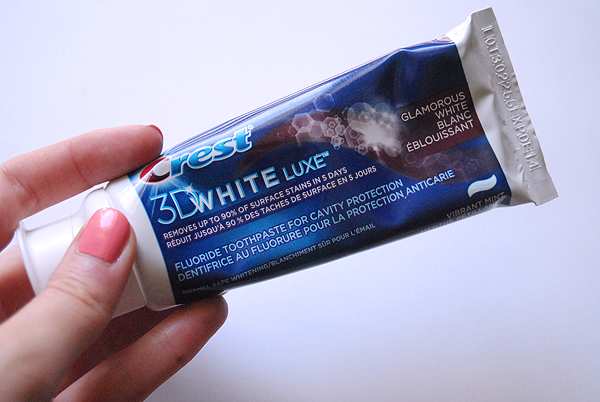 Crest
3D WHITE LUXE™
REMOVES UP TO 90% OF SURFACE STAINS IN 5 DAYS
RÉDUIT JUSQU'À 90 % DES TACHES DE SURFACE EN 5 JOURS
FLUORIDE TOOTHPASTE FOR CAVITY PROTECTION
DENTIFRICE AU FLUORURE POUR LA PROTECTION ANTICARIE
ENAMEL SAFE WHITENING/BLANCHIMENT SÛR POUR L'ÉMAIL
GLAMOROUS
WHITE
BLANC
ÉBLOUISSANT
VIBRANT MINT